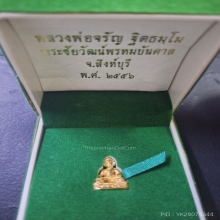 หลวงพ่อจรัญ ฐิตธมฺโม
พระชัยวัฒน์พรหมยันศาล
จ.สิงห์บุรี
พ.ศ. ๒๕๕๖